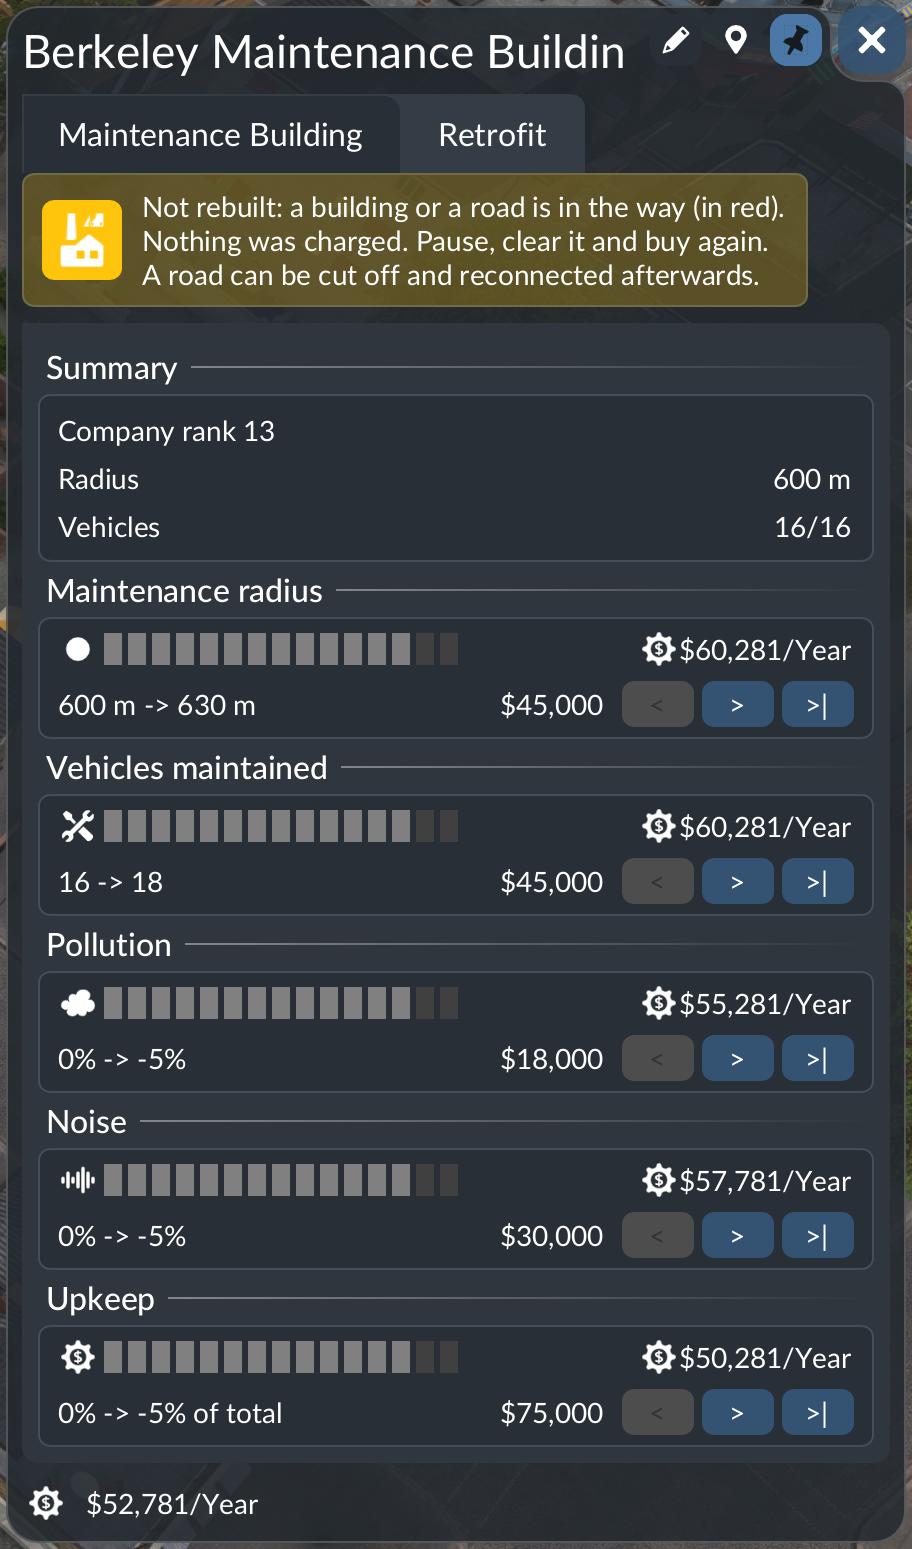 Berkeley Maintenance Buildin
Maintenance Building
Retrofit
Not rebuilt: a building or a road is in the way (in red).
Nothing was charged. Pause, clear it and buy again.
A road can be cut off and reconnected afterwards.
Summary
Company rank 13
Radius 600 m
Vehicles 16/16
Maintenance radius
$60,281/Year
600 m -> 630 m $45,000 < > >|
Vehicles maintained
$60,281/Year
16 -> 18 $45,000 < > >|
Pollution
$55,281/Year
0% -> -5% $18,000 < > >|
Noise
$57,781/Year
0% -> -5% $30,000 < > >|
Upkeep
$50,281/Year
0% -> -5% of total $75,000 < > >|
$52,781/Year